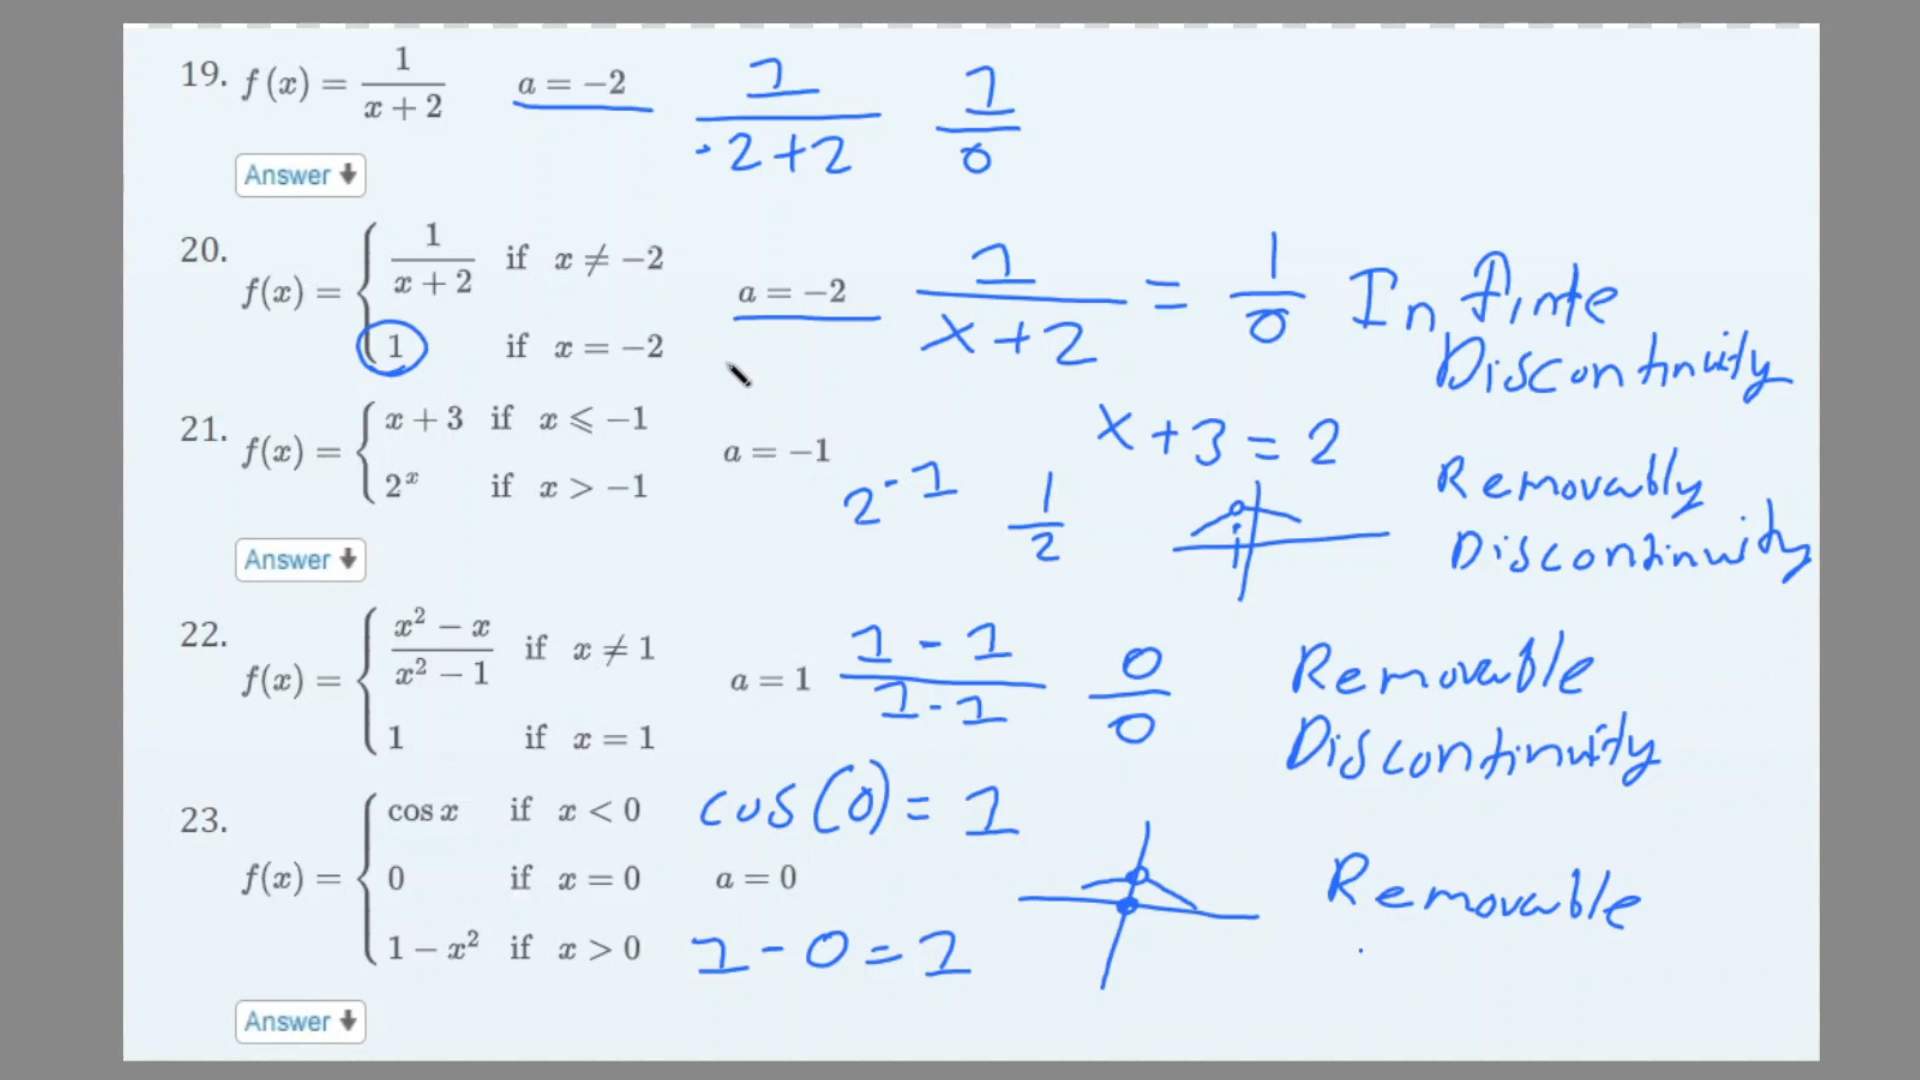 19. f(x) = 1/(x + 2) a = −2 1/(-2+2) 1/0
Answer
20. f(x) = { 1/(x + 2) if x ≠ −2
1 if x = −2
a = −2 1/(x+2) = 1/0 Infinte
Discontinuity
21. f(x) = { x + 3 if x ⩽ −1
2^x if x > −1
a = −1 x+3=2
2^-1 1/2 Removably
Discontinuity
Answer
22. f(x) = { (x² − x)/(x² − 1) if x ≠ 1
1 if x = 1
a = 1 (1-1)/(1-1) 0/0 Removable
Discontinuity
23. f(x) = { cos x if x < 0 cos(0)=1
0 if x = 0 a = 0 Removable
1 − x² if x > 0 1-0=1
Answer